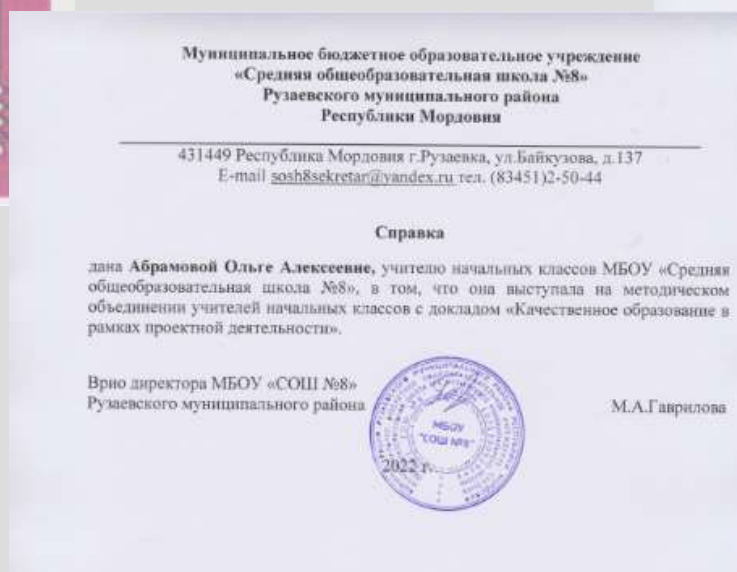 Муниципальное бюджетное образовательное учреждение
«Средняя общеобразовательная школа №8»
Рузаевского муниципального района
Республики Мордовия
431449 Республика Мордовия г.Рузаевка, ул.Байкузова, д.137
E-mail sosh8sekretar@yandex.ru тел. (83451)2-50-44
Справка
дана Абрамовой Ольге Алексеевне, учителю начальных классов МБОУ «Средняя
общеобразовательная школа №8», в том, что она выступала на методическом
объединении учителей начальных классов с докладом «Качественное образование в
рамках проектной деятельности».
Врио директора МБОУ «СОШ №8»
Рузаевского муниципального района
М.А.Гаврилова
МБОУ
"СОШ №8"
2022 г.